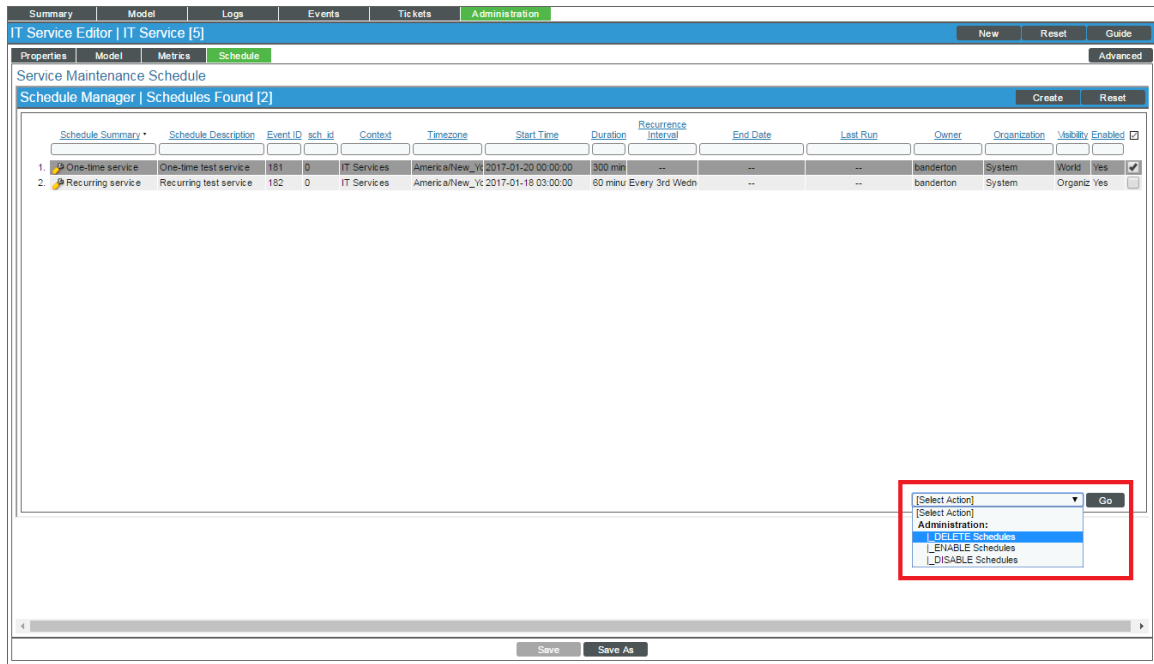 Summary Model Logs Events Tickets Administration
IT Service Editor | IT Service [5] New Reset Guide
Properties Model Metrics Schedule Advanced
Service Maintenance Schedule
Schedule Manager | Schedules Found [2] Create Reset
Recurrence
Schedule Summary Schedule Description Event ID sch_id Context Timezone Start Time Duration Interval End Date Last Run Owner Organization Visibility Enabled
1. One-time service One-time test service 181 0 IT Services America/New_Yo 2017-01-20 00:00:00 300 min -- -- -- banderton System World Yes
2. Recurring service Recurring test service 182 0 IT Services America/New_Yo 2017-01-18 03:00:00 60 minu Every 3rd Wedn -- -- banderton System Organiz Yes
[Select Action] Go
[Select Action]
Administration:
|_DELETE Schedules
|_ENABLE Schedules
|_DISABLE Schedules
Save Save As